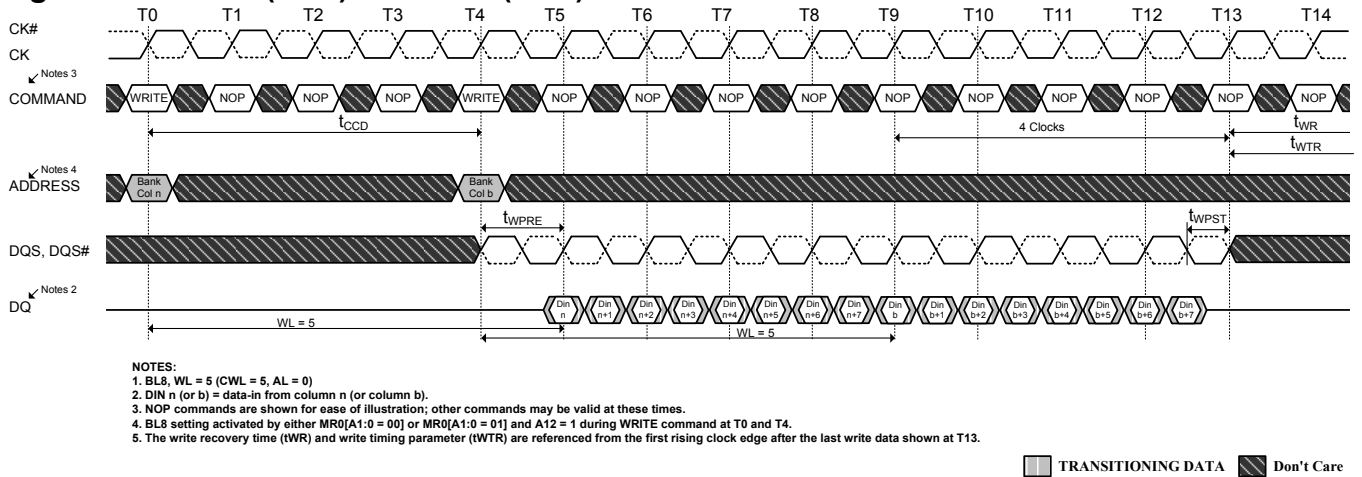 T0 T1 T2 T3 T4 T5 T6 T7 T8 T9 T10 T11 T12 T13 T14
CK#
CK
Notes 3
COMMAND WRITE NOP NOP NOP WRITE NOP NOP NOP NOP NOP NOP NOP NOP NOP NOP
tCCD 4 Clocks tWR
tWTR
Notes 4
ADDRESS Bank Col n Bank Col b
tWPRE tWPST
DQS, DQS#
Notes 2
DQ Din n Din n+1 Din n+2 Din n+3 Din n+4 Din n+5 Din n+6 Din n+7 Din b Din b+1 Din b+2 Din b+3 Din b+4 Din b+5 Din b+6 Din b+7
WL = 5 WL = 5
NOTES:
1. BL8, WL = 5 (CWL = 5, AL = 0)
2. DIN n (or b) = data-in from column n (or column b).
3. NOP commands are shown for ease of illustration; other commands may be valid at these times.
4. BL8 setting activated by either MR0[A1:0 = 00] or MR0[A1:0 = 01] and A12 = 1 during WRITE command at T0 and T4.
5. The write recovery time (tWR) and write timing parameter (tWTR) are referenced from the first rising clock edge after the last write data shown at T13.
TRANSITIONING DATA Don't Care